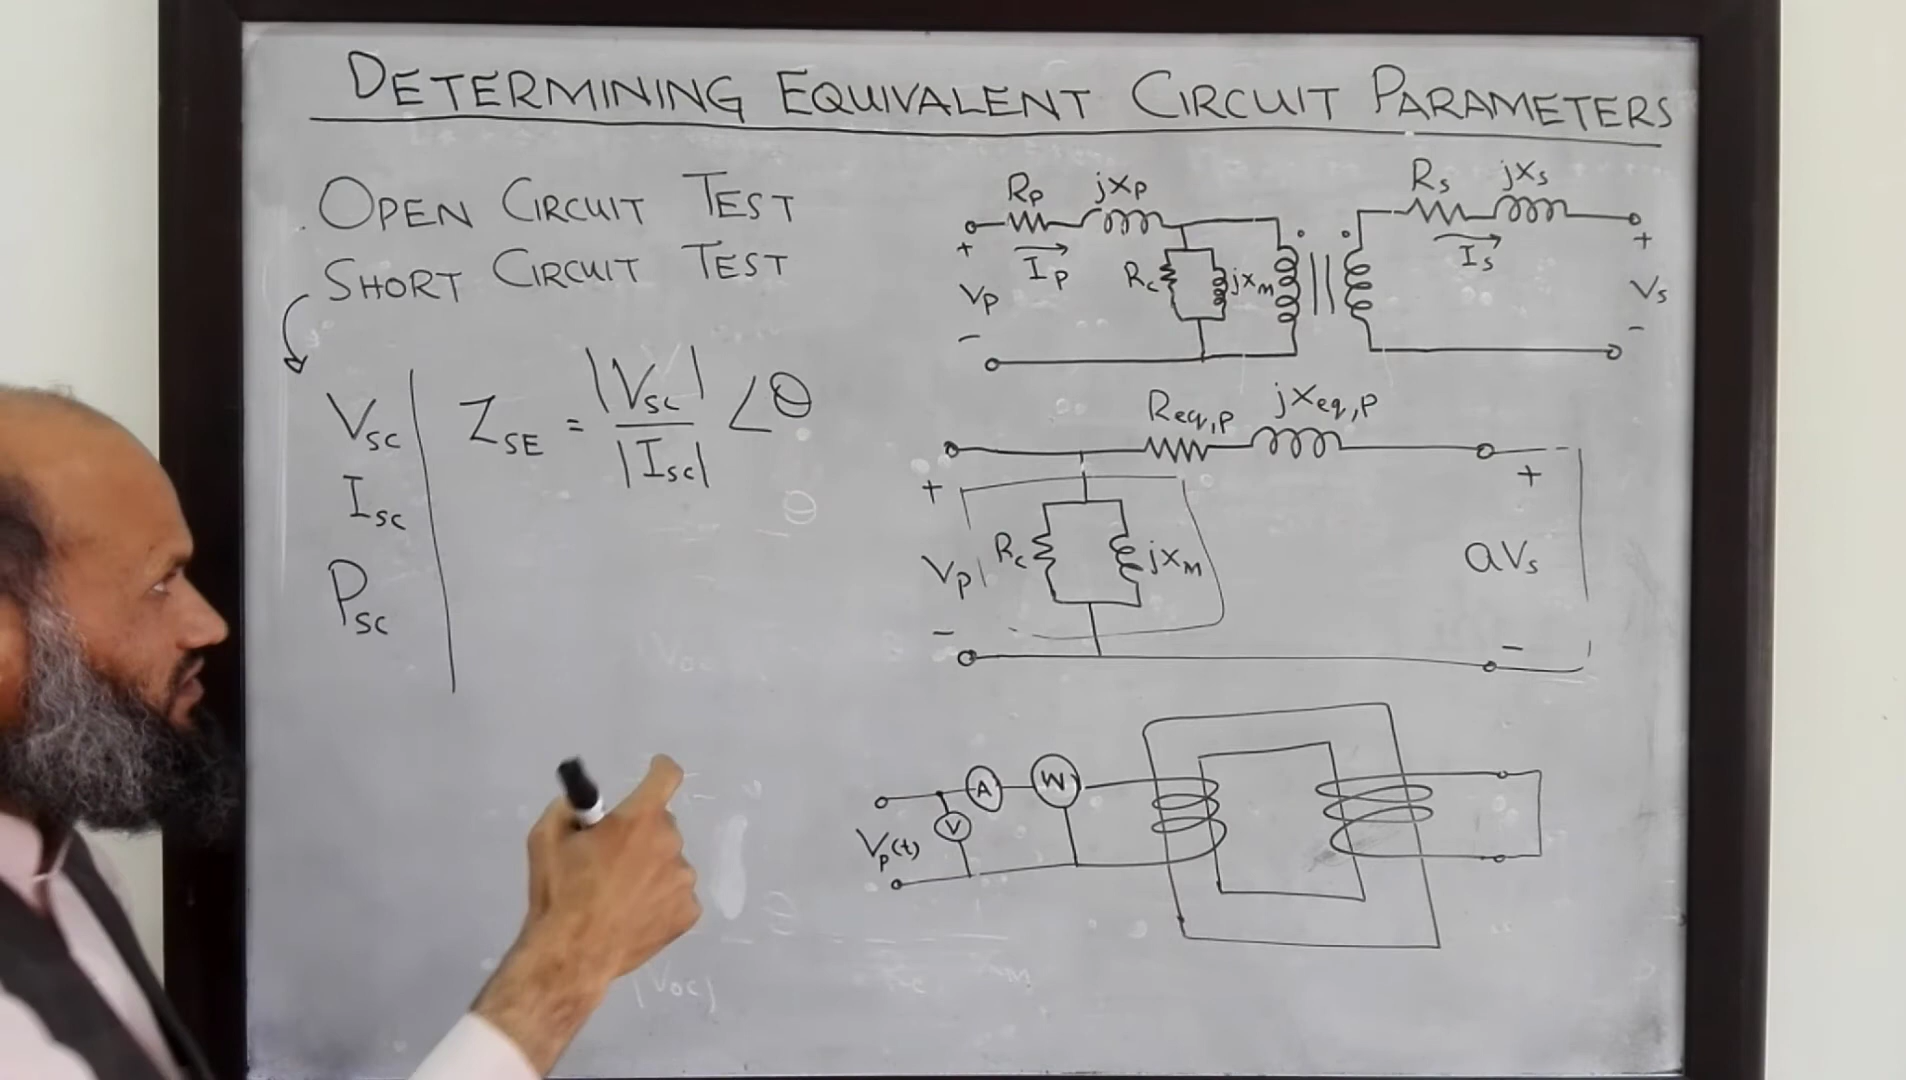 DETERMINING EQUIVALENT CIRCUIT PARAMETERS
OPEN CIRCUIT TEST
SHORT CIRCUIT TEST
Vsc
Isc
Psc
ZSE = |Vsc| / |Isc| ∠θ
Rp jXp
+
Ip
Vp
-
Rc jXM
Rs jXs
Is
+
Vs
-
Req,p jXeq,p
+
Vp
-
Rc jXM
+
aVs
-
A W
V
Vp(t)
θ
|Voc|